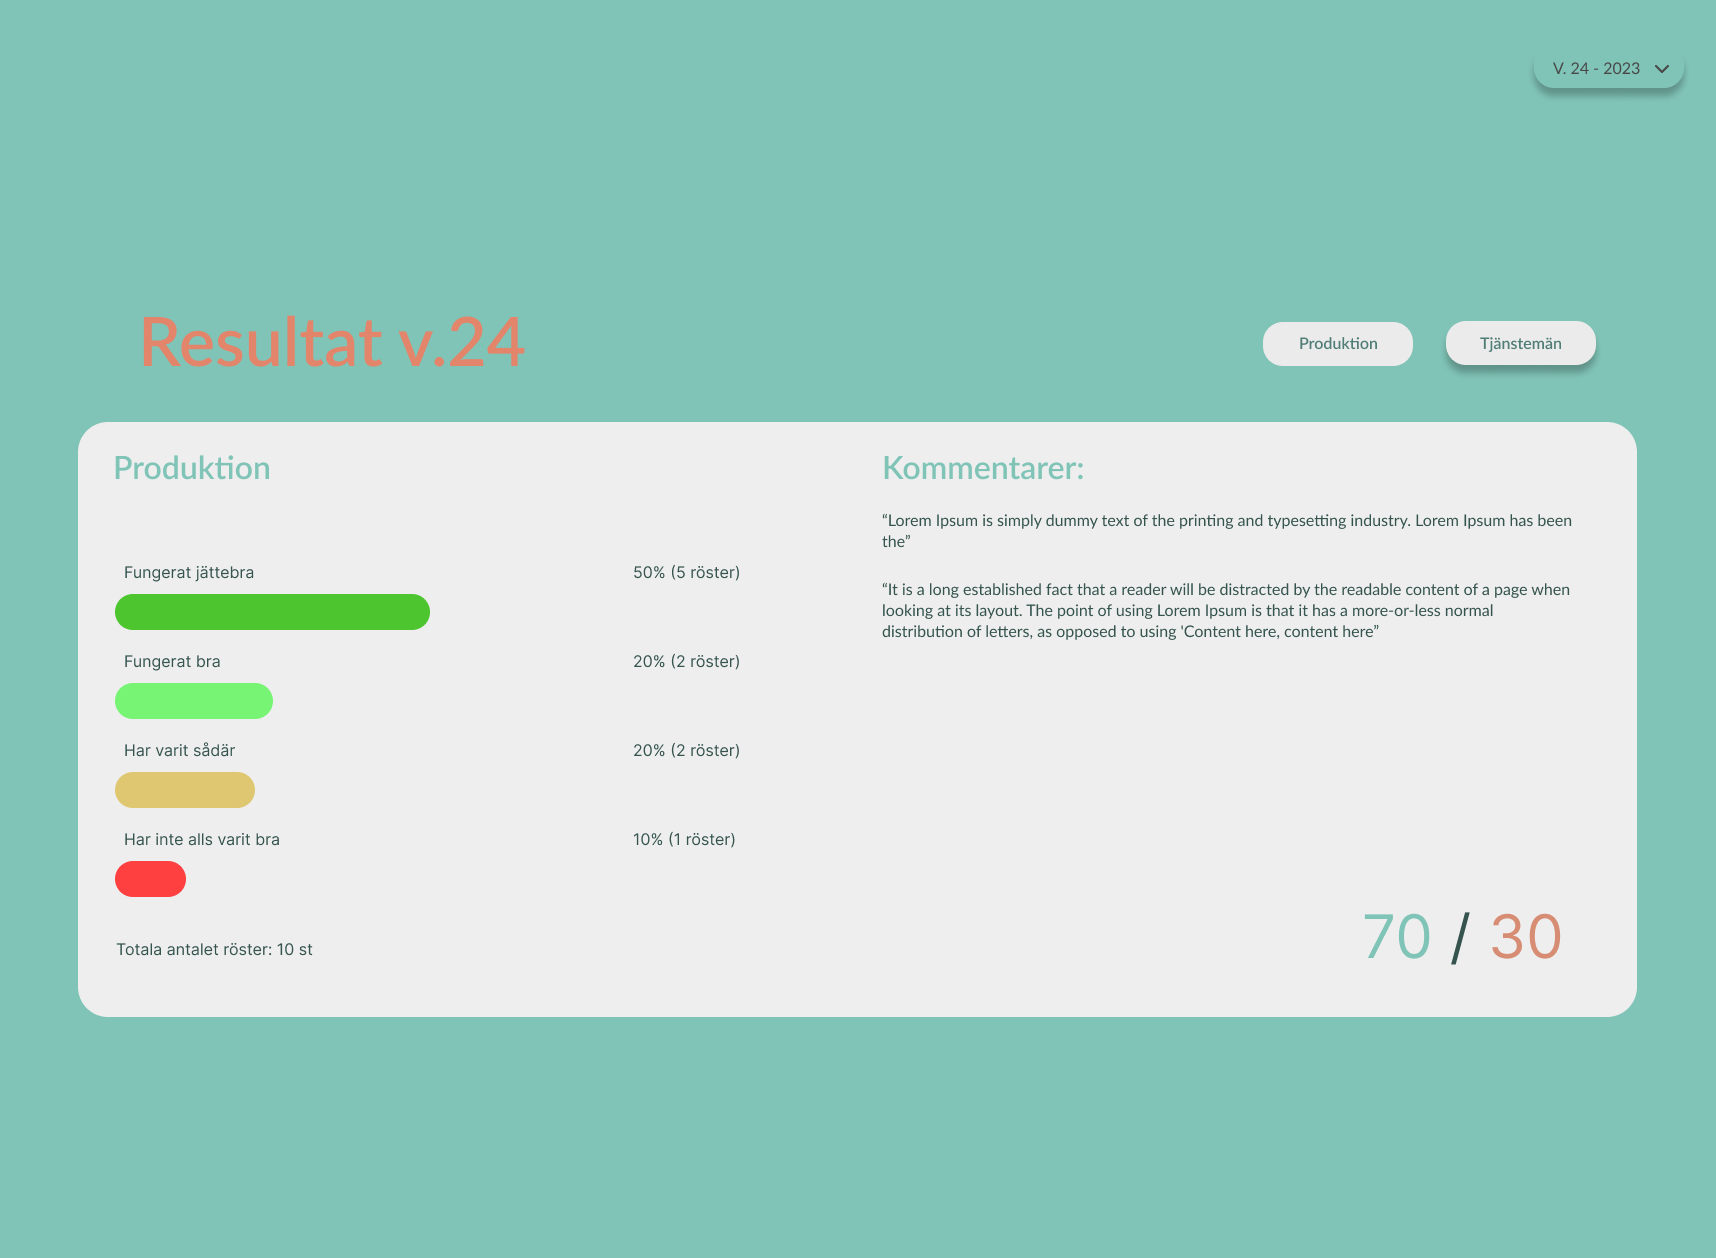 V. 24 - 2023
Resultat v.24
Produktion
Tjänstemän
Produktion
Fungerat jättebra
50% (5 röster)
Fungerat bra
20% (2 röster)
Har varit sådär
20% (2 röster)
Har inte alls varit bra
10% (1 röster)
Totala antalet röster: 10 st
Kommentarer:
“Lorem Ipsum is simply dummy text of the printing and typesetting industry. Lorem Ipsum has been
the”
“It is a long established fact that a reader will be distracted by the readable content of a page when
looking at its layout. The point of using Lorem Ipsum is that it has a more-or-less normal
distribution of letters, as opposed to using 'Content here, content here”
70 / 30